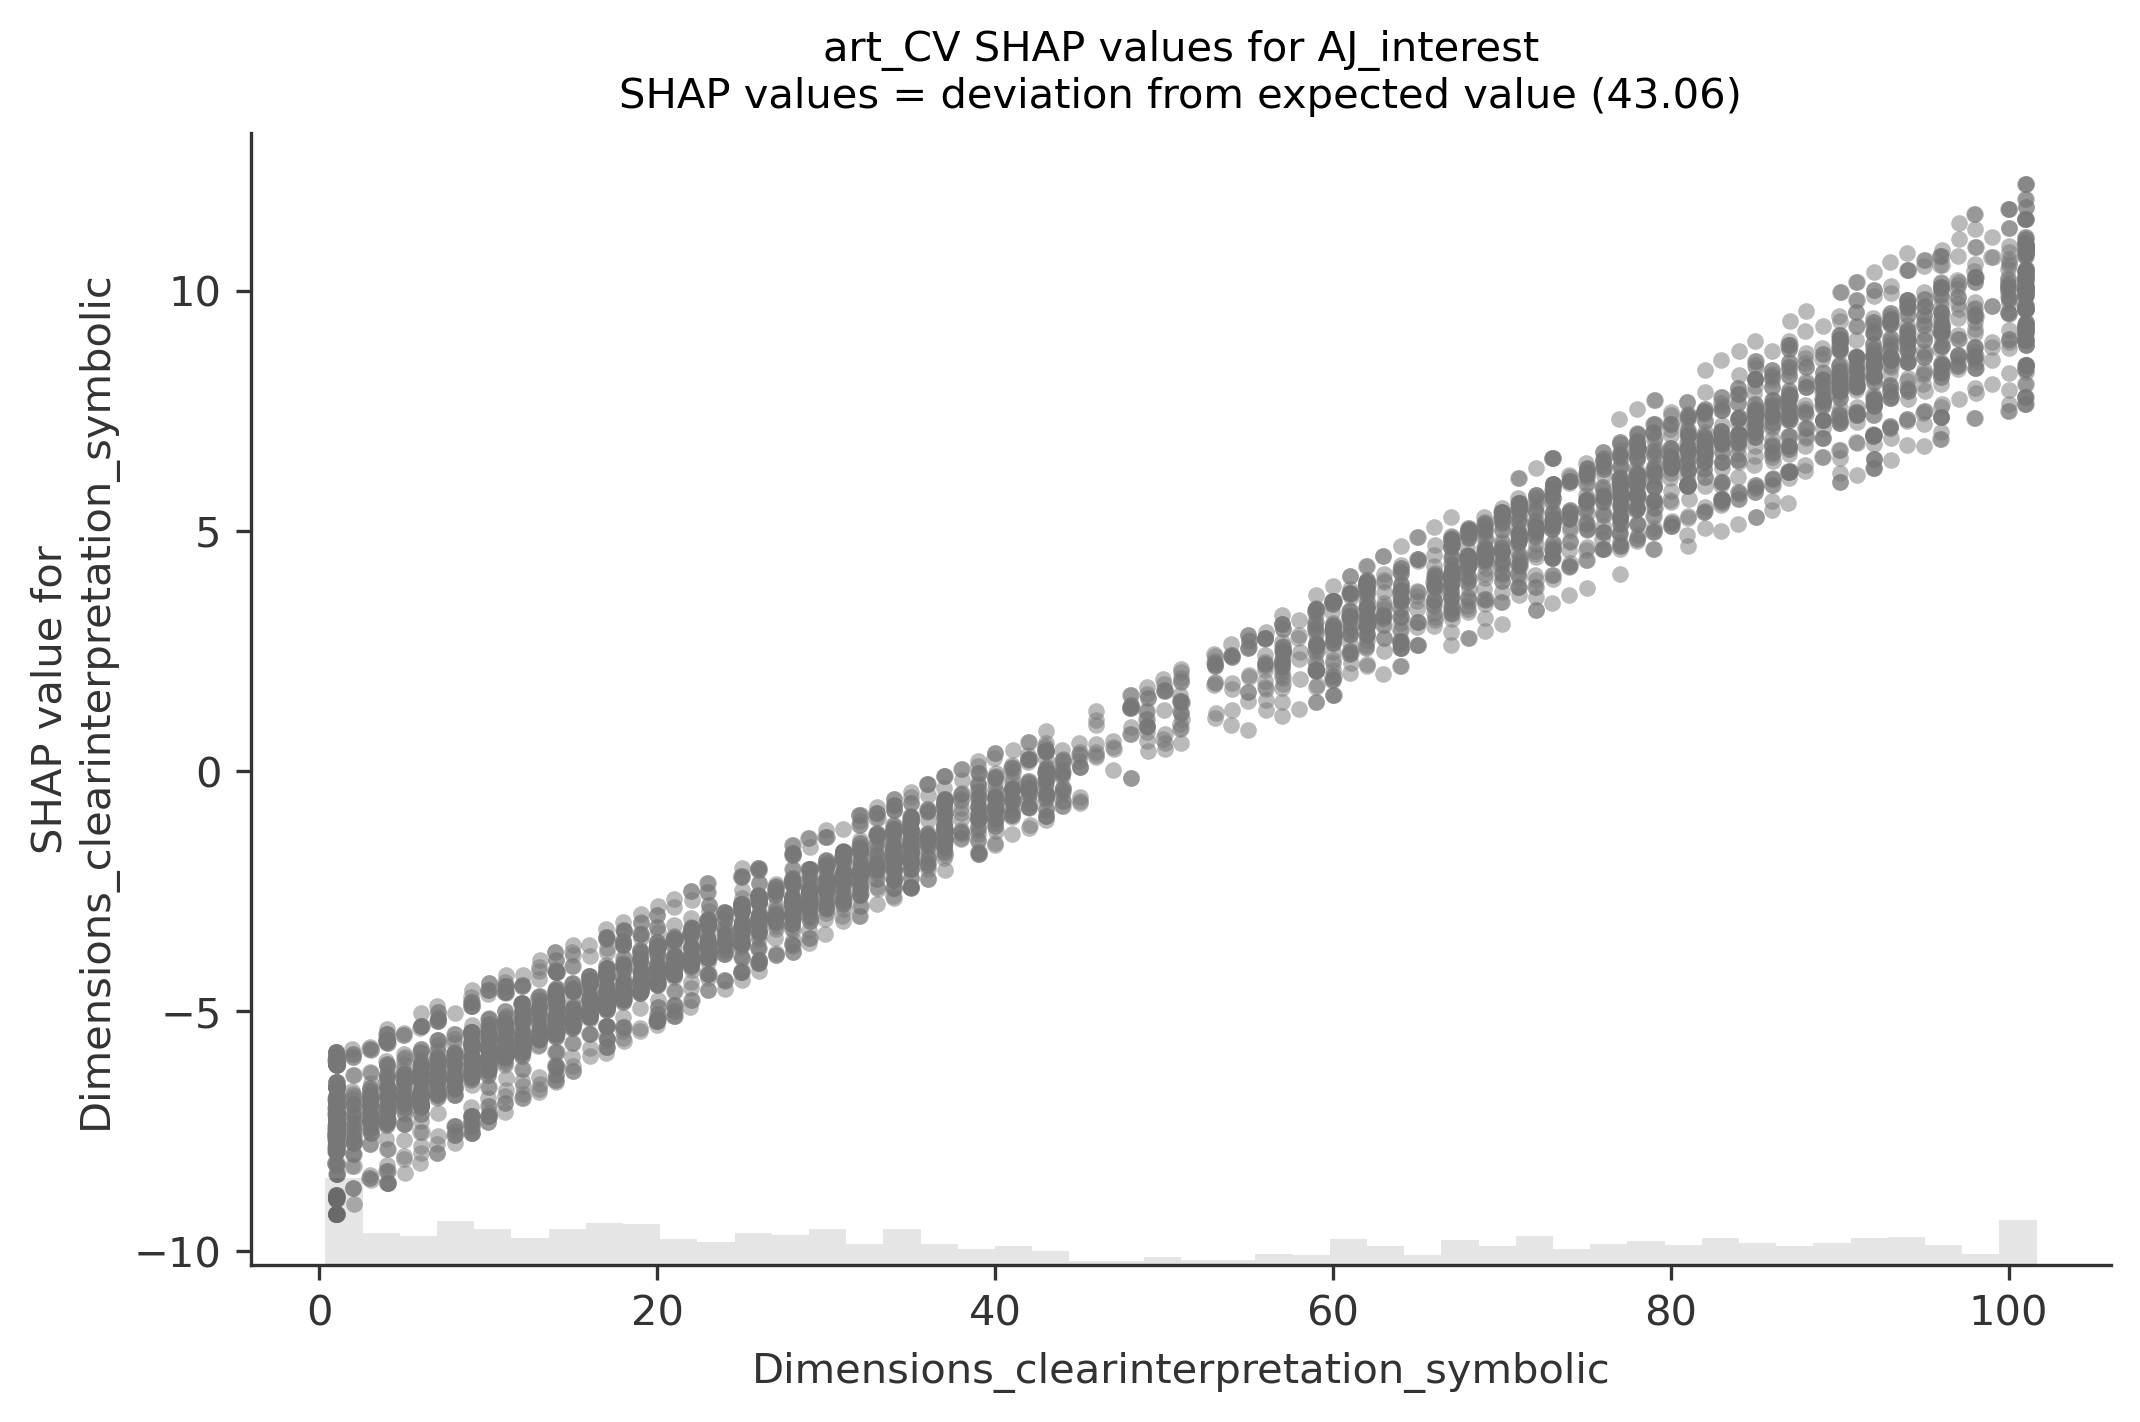 art_CV SHAP values for AJ_interest
SHAP values = deviation from expected value (43.06)
SHAP value for
Dimensions_clearinterpretation_symbolic
10
5
0
−5
−10
0
20
40
60
80
100
Dimensions_clearinterpretation_symbolic